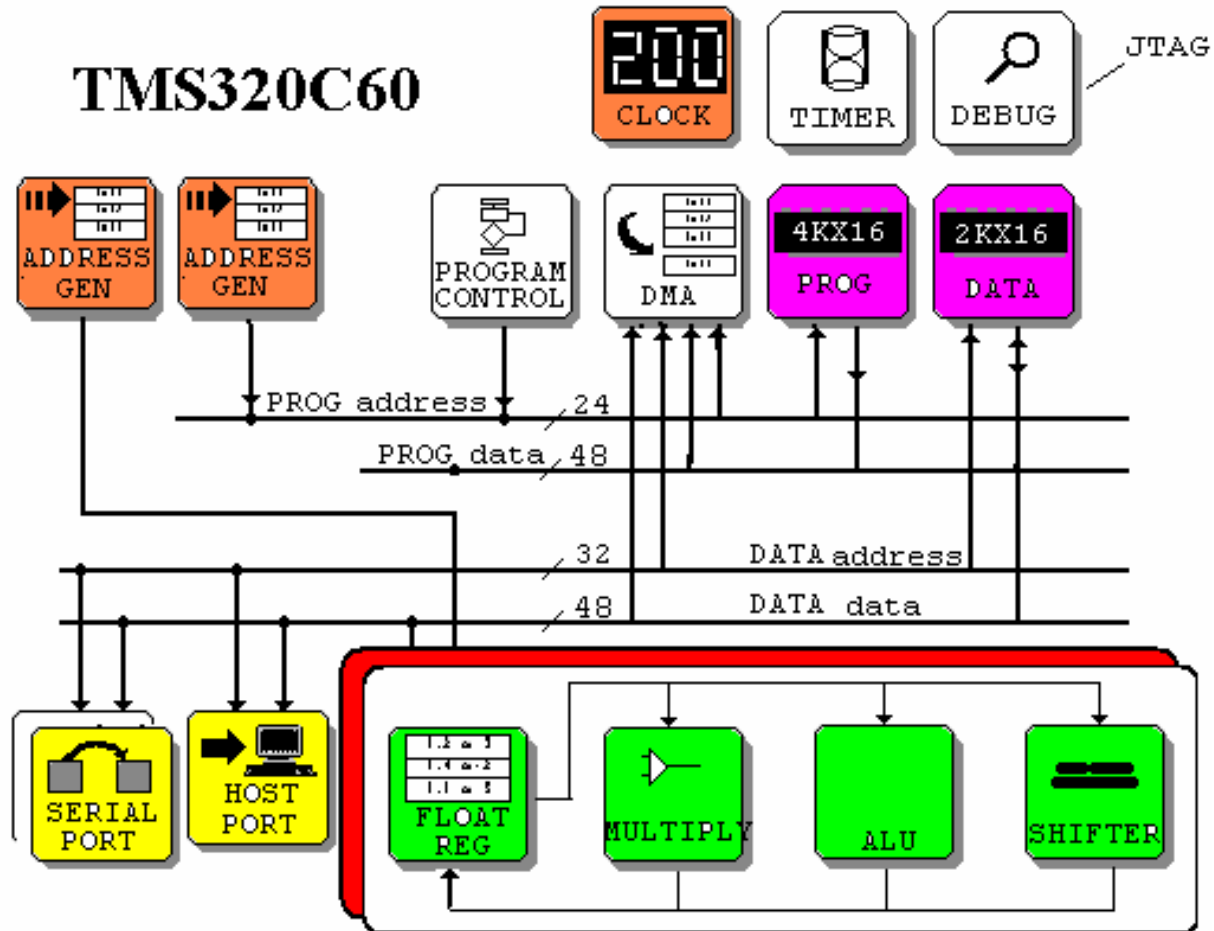 TMS320C60
200
CLOCK
TIMER
DEBUG
JTAG
ADDRESS
GEN
ADDRESS
GEN
PROGRAM
CONTROL
DMA
4KX16
PROG
2KX16
DATA
PROG address
24
PROG data
48
32
DATA address
48
DATA data
SERIAL
PORT
HOST
PORT
FLOAT
REG
MULTIPLY
ALU
SHIFTER